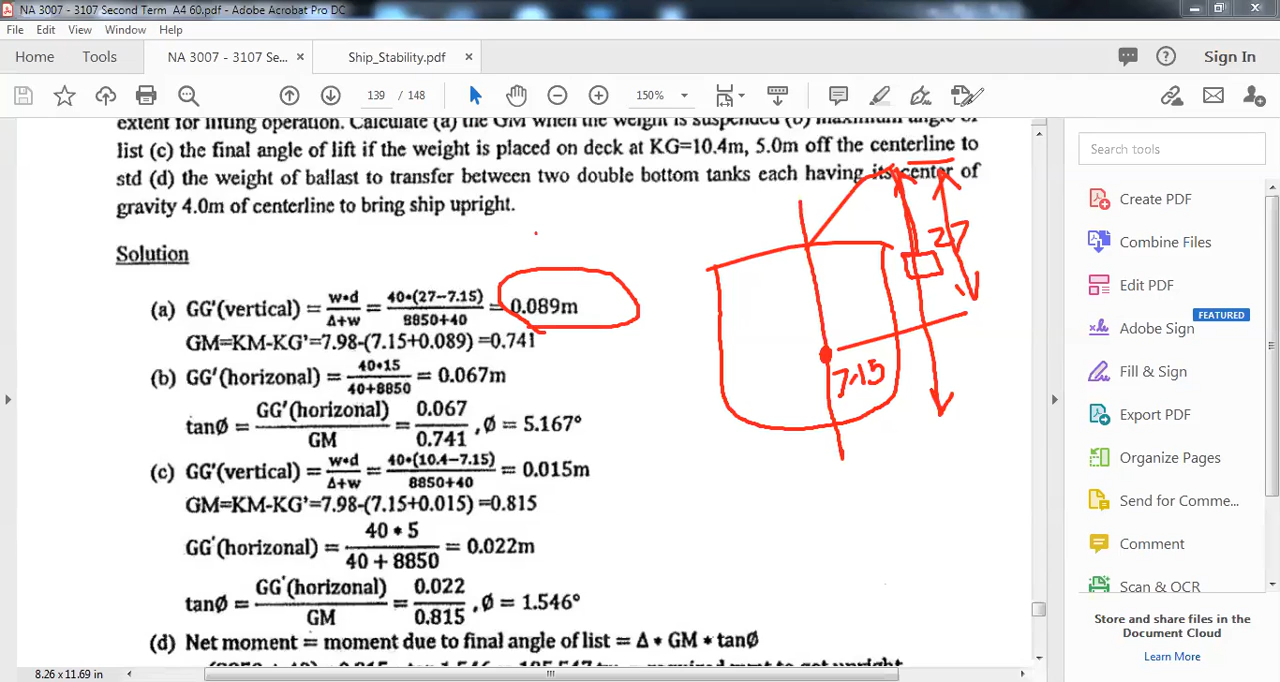 NA 3007 - 3107 Second Term A4 60.pdf - Adobe Acrobat Pro DC
File Edit View Window Help
Home Tools NA 3007 - 3107 Se... × Ship_Stability.pdf × Sign In
139 / 148 150%
extent for lifting operation. Calculate (a) the GM when the weight is suspended (b) maximum angle of
list (c) the final angle of lift if the weight is placed on deck at KG=10.4m, 5.0m off the centerline to
std (d) the weight of ballast to transfer between two double bottom tanks each having its center of
gravity 4.0m of centerline to bring ship upright.
Solution
(a) GG'(vertical) = w*d/Δ+w = 40*(27−7.15)/8850+40 = 0.089m
GM=KM-KG'=7.98-(7.15+0.089) =0.741
(b) GG'(horizonal) = 40*15/40+8850 = 0.067m
tanØ = GG'(horizonal)/GM = 0.067/0.741 , Ø = 5.167°
(c) GG'(vertical) = w*d/Δ+w = 40*(10.4−7.15)/8850+40 = 0.015m
GM=KM-KG'=7.98-(7.15+0.015) =0.815
GG'(horizonal) = 40 * 5/40 + 8850 = 0.022m
tanØ = GG'(horizonal)/GM = 0.022/0.815 , Ø = 1.546°
(d) Net moment = moment due to final angle of list = Δ * GM * tanØ
27
7.15
Search tools
Create PDF
Combine Files
Edit PDF
Export PDF
FEATURED
Adobe Sign
Fill & Sign
Export PDF
Organize Pages
Send for Comme...
Comment
Scan & OCR
Store and share files in the
Document Cloud
Learn More
8.26 x 11.69 in